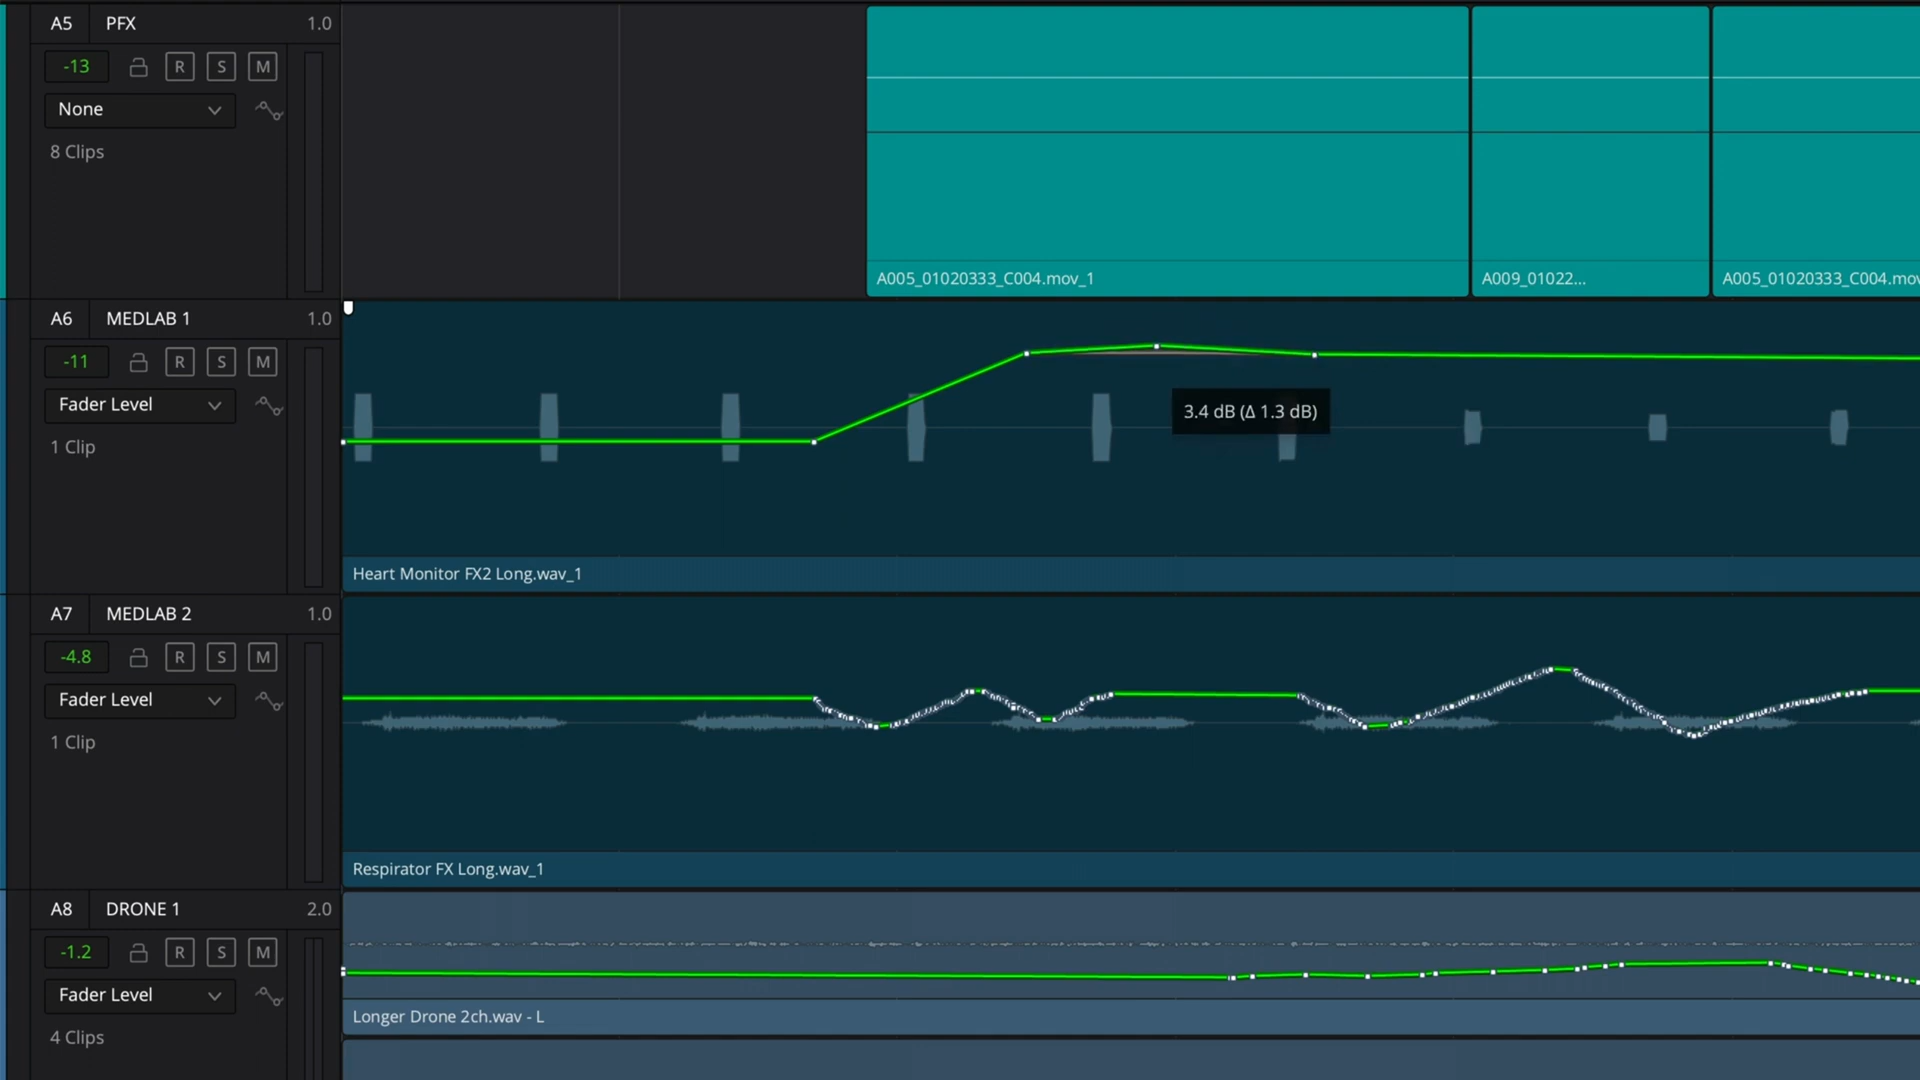 A5 PFX 1.0
-13 R S M
None
8 Clips
A005_01020333_C004.mov_1
A009_01022...
A005_01020333_C004.mov
A6 MEDLAB 1 1.0
-11 R S M
Fader Level
1 Clip
3.4 dB (Δ 1.3 dB)
Heart Monitor FX2 Long.wav_1
A7 MEDLAB 2 1.0
-4.8 R S M
Fader Level
1 Clip
Respirator FX Long.wav_1
A8 DRONE 1 2.0
-1.2 R S M
Fader Level
4 Clips
Longer Drone 2ch.wav - L